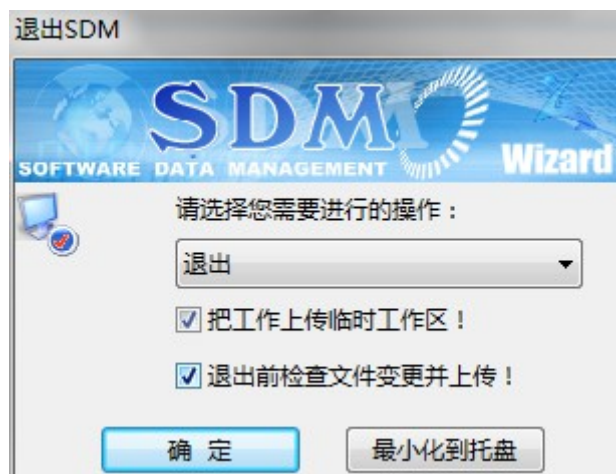 退出SDM
SDM
SOFTWARE DATA MANAGEMENT
Wizard
请选择您需要进行的操作：
退出
把工作上传临时工作区！
退出前检查文件变更并上传！
确 定
最小化到托盘